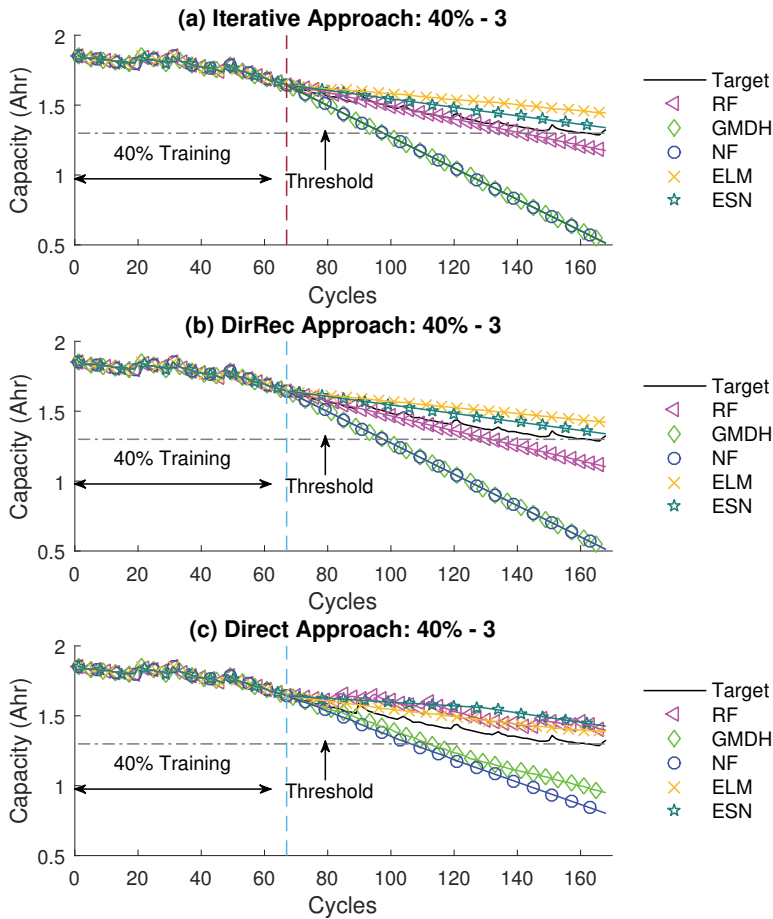 (a) Iterative Approach: 40% - 3
Capacity (Ahr)
2
1.5
1
0.5
40% Training
Threshold
0 20 40 60 80 100 120 140 160
Cycles
Target
RF
GMDH
NF
ELM
ESN
(b) DirRec Approach: 40% - 3
Capacity (Ahr)
2
1.5
1
0.5
40% Training
Threshold
0 20 40 60 80 100 120 140 160
Cycles
Target
RF
GMDH
NF
ELM
ESN
(c) Direct Approach: 40% - 3
Capacity (Ahr)
2
1.5
1
0.5
40% Training
Threshold
0 20 40 60 80 100 120 140 160
Cycles
Target
RF
GMDH
NF
ELM
ESN